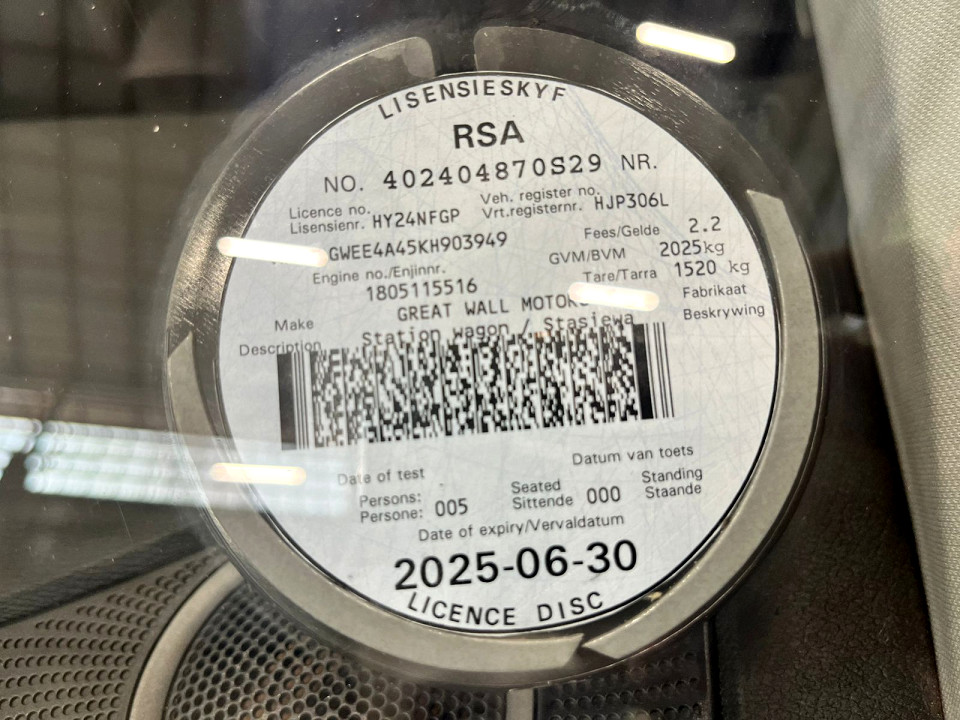 LISENSIESKYF
RSA
NO. 402404870S29 NR.
Licence no. HY24NFGP Veh. register no. HJP306L
Lisensienr. Vrt.registernr.
GWEE4A45KH903949 Fees/Gelde 2.2
GVM/BVM 2025kg
Engine no./Enjinnr. Tare/Tarra 1520 kg
1805115516
Make GREAT WALL MOTORS Fabrikaat
Description Station wagon / Stasiewa Beskrywing
Date of test Datum van toets
Persons: 005 Seated 000 Standing
Persone: Sittende Staande
Date of expiry/Vervaldatum
2025-06-30
LICENCE DISC